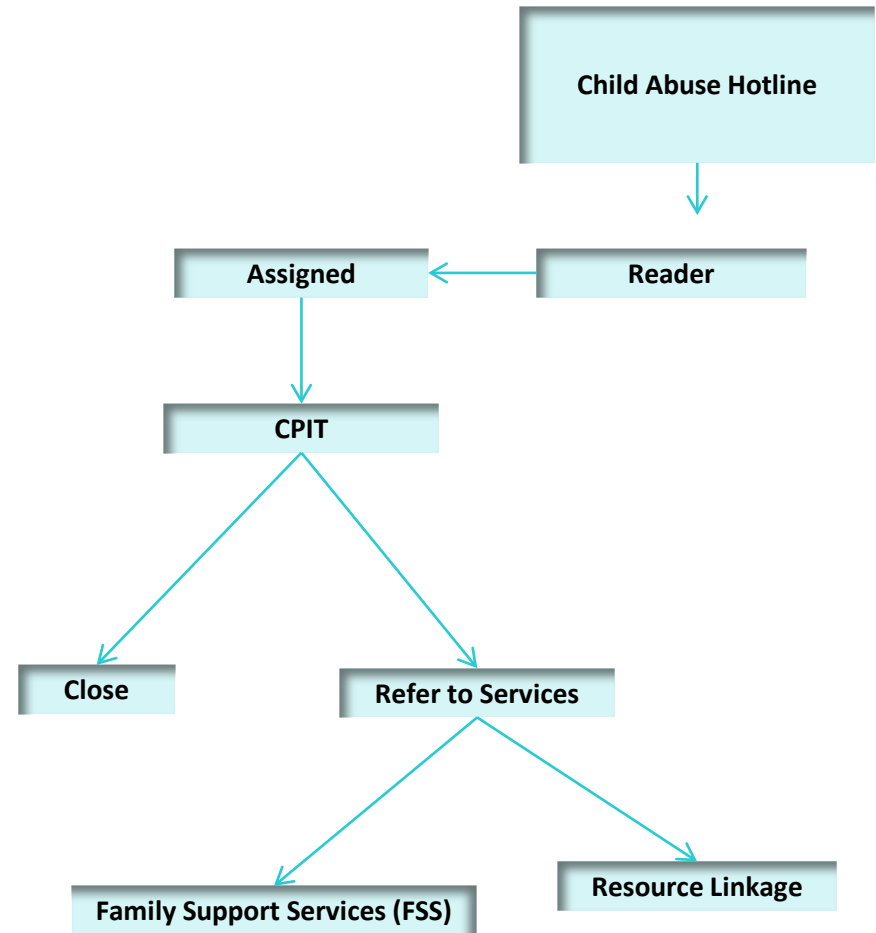 Child Abuse Hotline
Reader
Assigned
CPIT
Close
Refer to Services
Family Support Services (FSS)
Resource Linkage